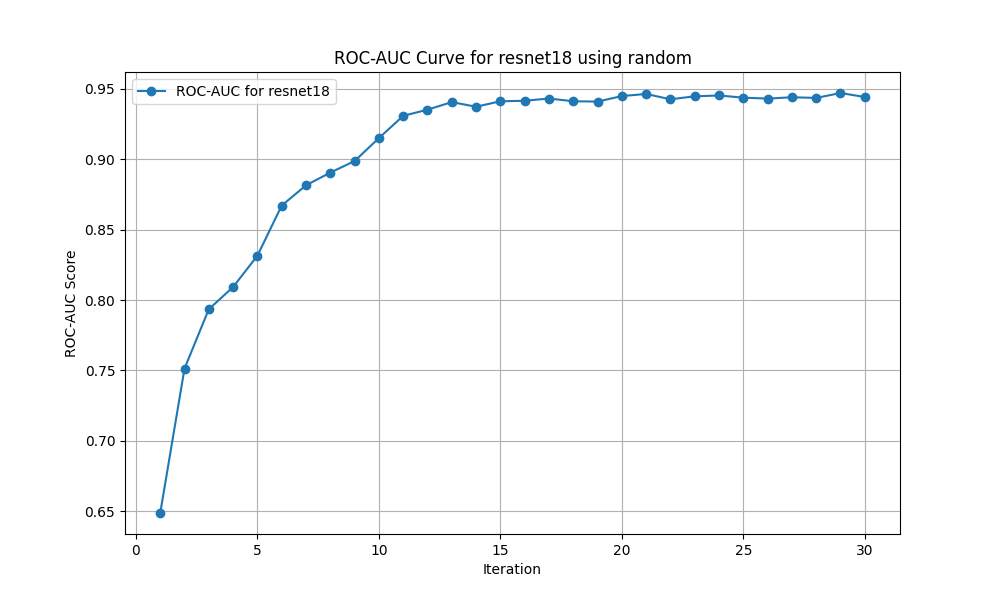 ROC-AUC Curve for resnet18 using random
ROC-AUC for resnet18
ROC-AUC Score
0.95
0.90
0.85
0.80
0.75
0.70
0.65
0 5 10 15 20 25 30
Iteration